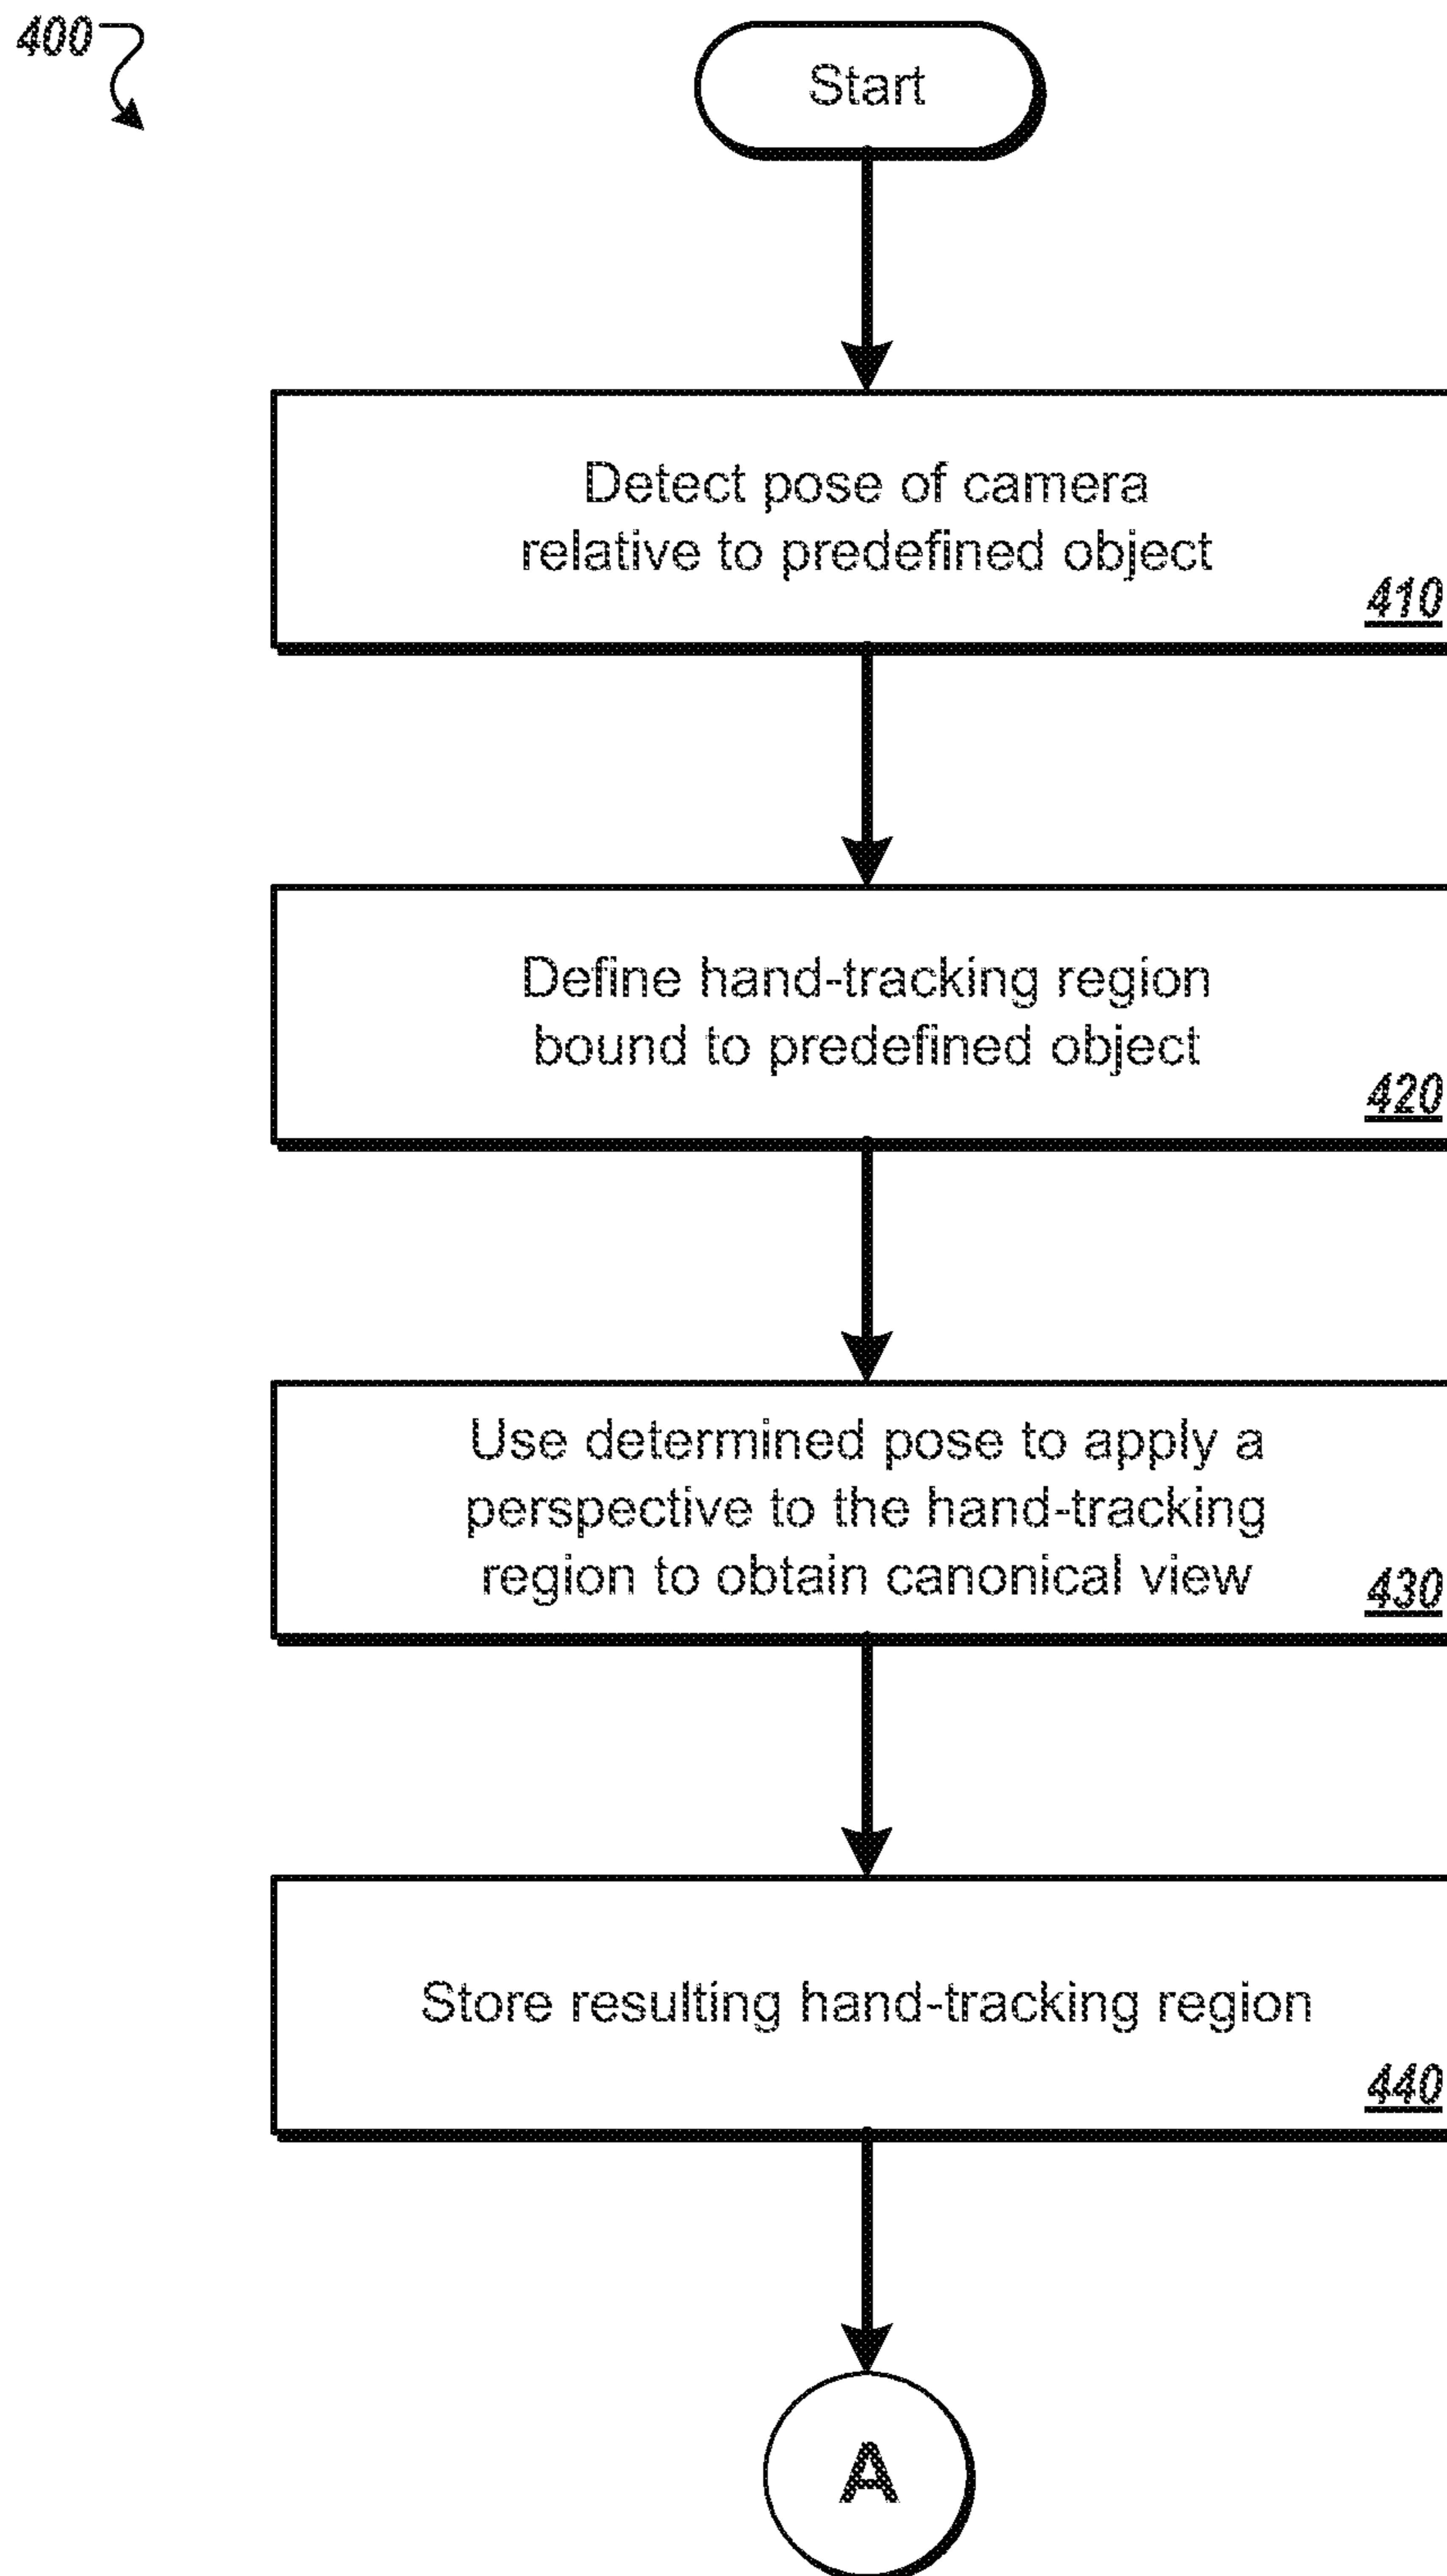 400
Start
Detect pose of camera
relative to predefined object
410
Define hand-tracking region
bound to predefined object
420
Use determined pose to apply a
perspective to the hand-tracking
region to obtain canonical view
430
Store resulting hand-tracking region
440
A